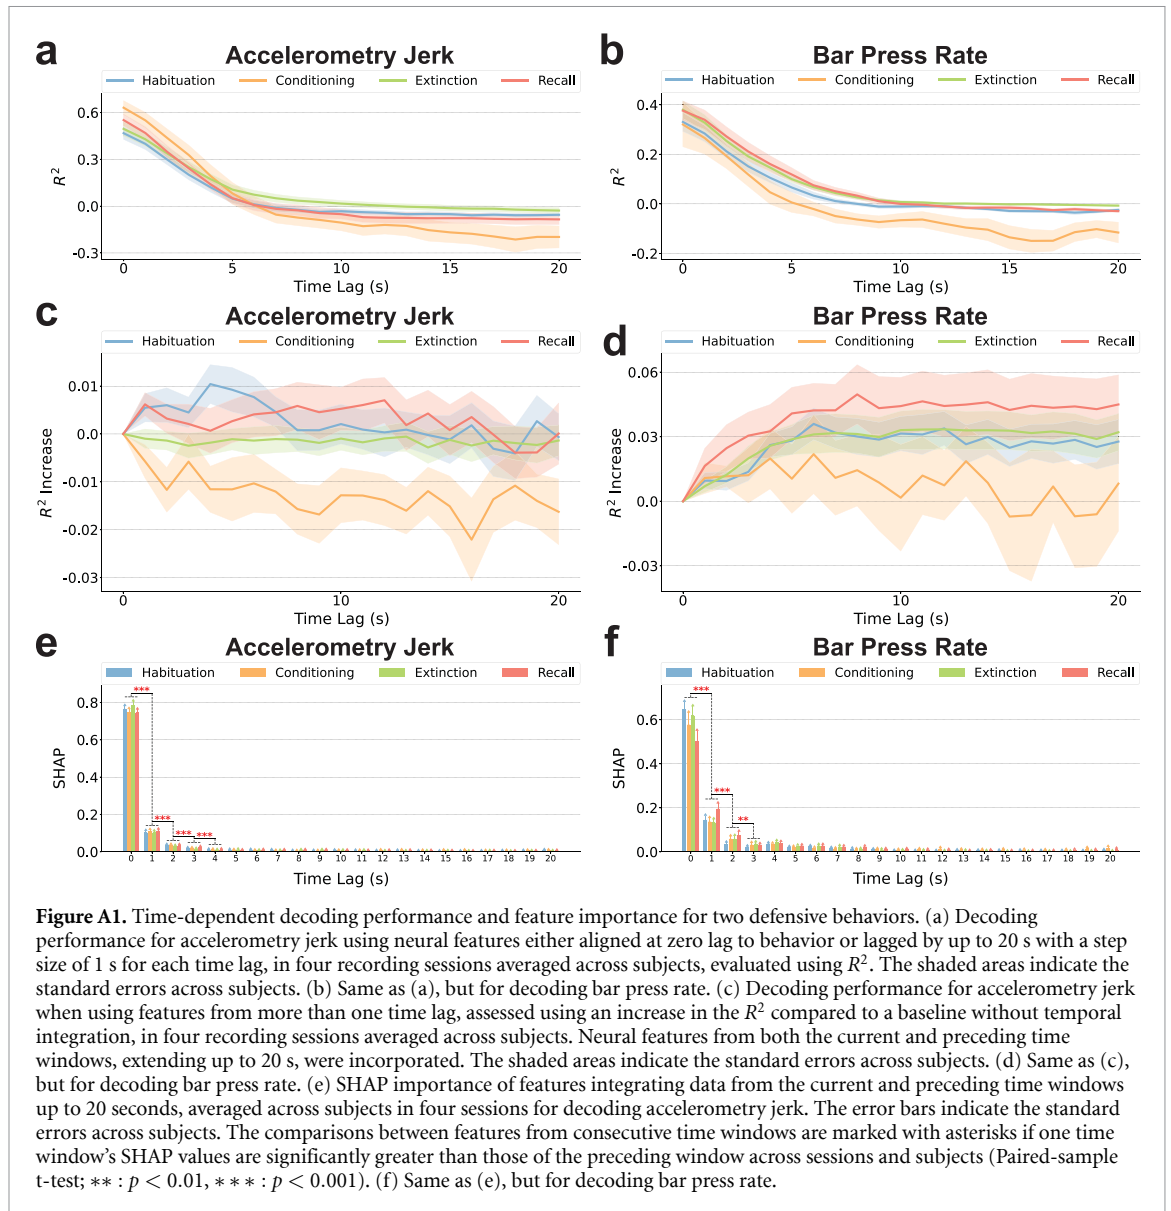 a
Accelerometry Jerk
Habituation Conditioning Extinction Recall
0.6
0.3
0.0
-0.3
R²
0 5 10 15 20
Time Lag (s)
b
Bar Press Rate
Habituation Conditioning Extinction Recall
0.4
0.2
0.0
-0.2
R²
0 5 10 15 20
Time Lag (s)
c
Accelerometry Jerk
Habituation Conditioning Extinction Recall
0.01
0.0
-0.01
-0.02
-0.03
R² Increase
0 10 20
Time Lag (s)
d
Bar Press Rate
Habituation Conditioning Extinction Recall
0.06
0.03
0.0
-0.03
R² Increase
0 10 20
Time Lag (s)
e
Accelerometry Jerk
Habituation Conditioning Extinction Recall
0.8
0.6
0.4
0.2
0.0
SHAP
***
***
***
***
0 1 2 3 4 5 6 7 8 9 10 11 12 13 14 15 16 17 18 19 20
Time Lag (s)
f
Bar Press Rate
Habituation Conditioning Extinction Recall
0.6
0.4
0.2
0.0
SHAP
***
***
**
0 1 2 3 4 5 6 7 8 9 10 11 12 13 14 15 16 17 18 19 20
Time Lag (s)
Figure A1. Time-dependent decoding performance and feature importance for two defensive behaviors. (a) Decoding
performance for accelerometry jerk using neural features either aligned at zero lag to behavior or lagged by up to 20 s with a step
size of 1 s for each time lag, in four recording sessions averaged across subjects, evaluated using R². The shaded areas indicate the
standard errors across subjects. (b) Same as (a), but for decoding bar press rate. (c) Decoding performance for accelerometry jerk
when using features from more than one time lag, assessed using an increase in the R² compared to a baseline without temporal
integration, in four recording sessions averaged across subjects. Neural features from both the current and preceding time
windows, extending up to 20 s, were incorporated. The shaded areas indicate the standard errors across subjects. (d) Same as (c),
but for decoding bar press rate. (e) SHAP importance of features integrating data from the current and preceding time windows
up to 20 seconds, averaged across subjects in four sessions for decoding accelerometry jerk. The error bars indicate the standard
errors across subjects. The comparisons between features from consecutive time windows are marked with asterisks if one time
window's SHAP values are significantly greater than those of the preceding window across sessions and subjects (Paired-sample
t-test; ** : p < 0.01, *** : p < 0.001). (f) Same as (e), but for decoding bar press rate.